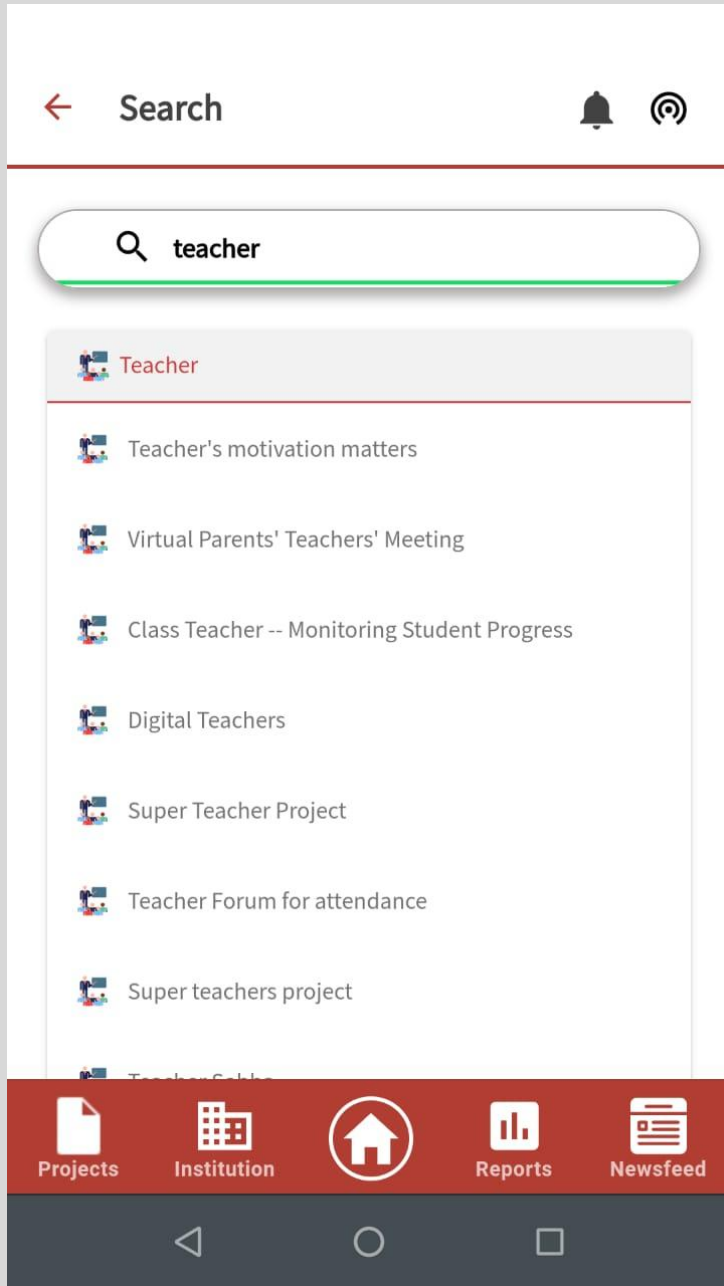 Search
teacher
Teacher
Teacher's motivation matters
Virtual Parents' Teachers' Meeting
Class Teacher -- Monitoring Student Progress
Digital Teachers
Super Teacher Project
Teacher Forum for attendance
Super teachers project
Projects Institution Reports Newsfeed